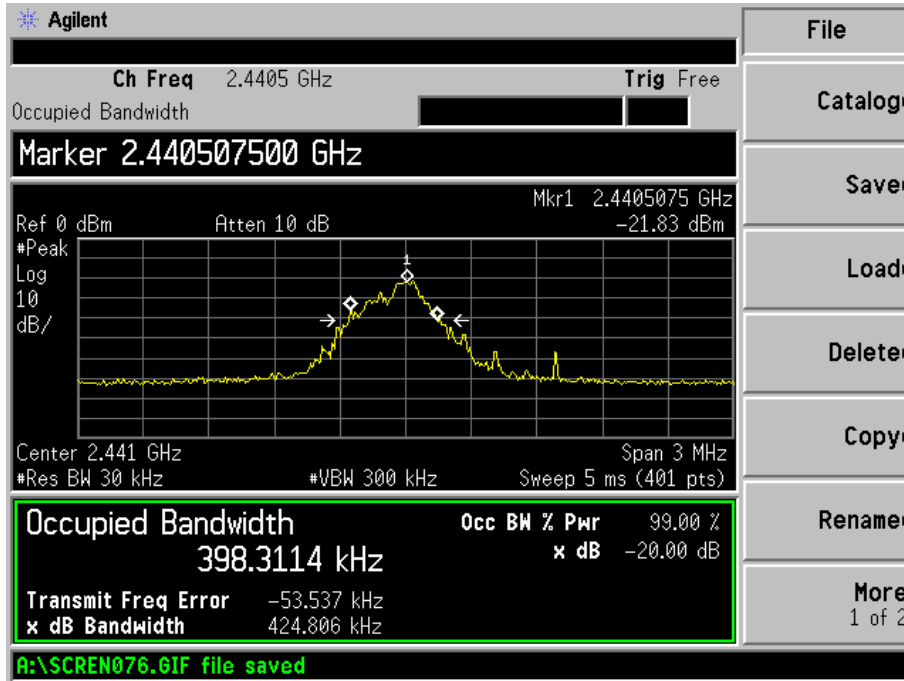 Agilent
Ch Freq 2.4405 GHz Trig Free
Occupied Bandwidth
Marker 2.440507500 GHz
Mkr1 2.4405075 GHz
Ref 0 dBm Atten 10 dB -21.83 dBm
#Peak
Log
10
dB/
1
Center 2.441 GHz Span 3 MHz
#Res BW 30 kHz #VBW 300 kHz Sweep 5 ms (401 pts)
Occupied Bandwidth
398.3114 kHz
Occ BW % Pwr 99.00 %
x dB -20.00 dB
Transmit Freq Error -53.537 kHz
x dB Bandwidth 424.806 kHz
A:\SCREN076.GIF file saved
File
Catalog
Save
Load
Delete
Copy
Rename
More
1 of 2